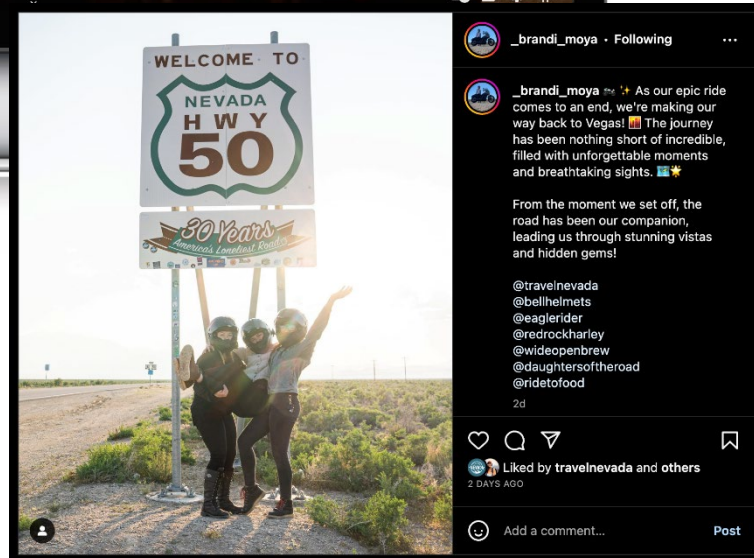 WELCOME TO
NEVADA
HWY
50
30 Years
America's Loneliest Road
_brandi_moya • Following
_brandi_moya 🏍️ ✨ As our epic ride
comes to an end, we're making our
way back to Vegas! 🌇 The journey
has been nothing short of incredible,
filled with unforgettable moments
and breathtaking sights. 🏞️🌟
From the moment we set off, the
road has been our companion,
leading us through stunning vistas
and hidden gems!
@travelnevada
@bellhelmets
@eaglerider
@redrockharley
@wideopenbrew
@daughtersoftheroad
@ridetofood
2d
Liked by travelnevada and others
2 DAYS AGO
Add a comment...
Post